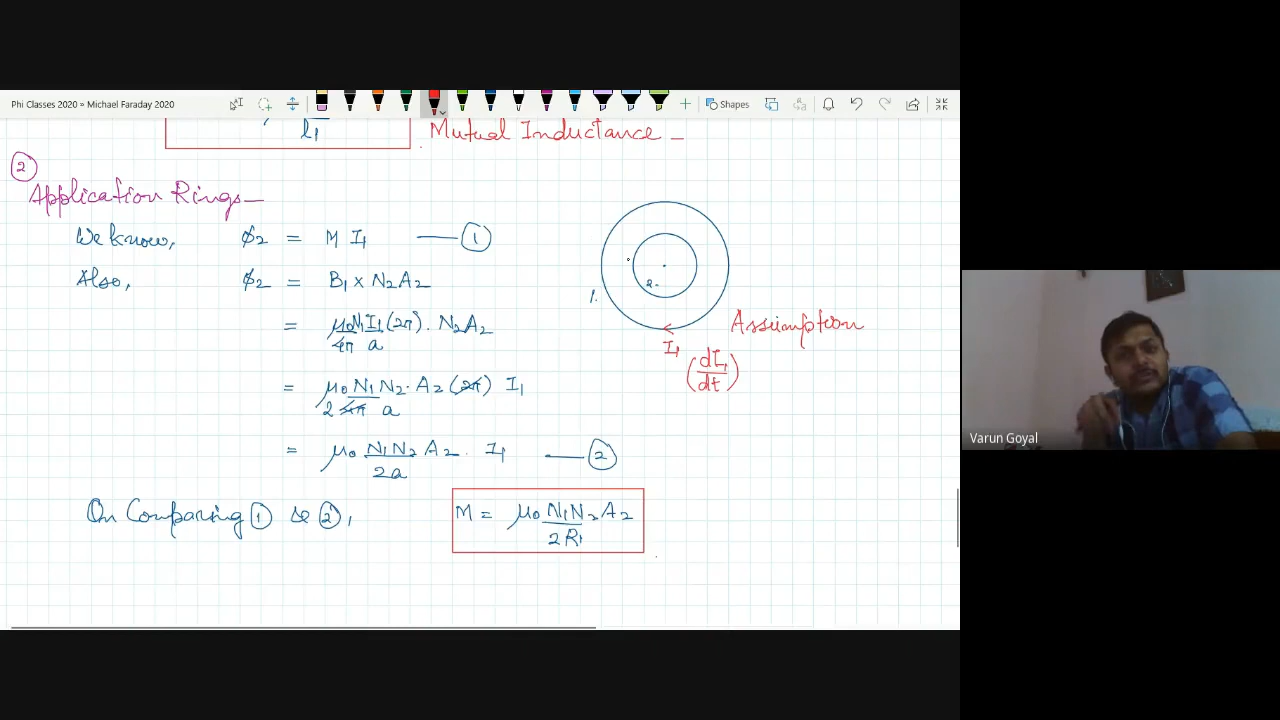 Phi Classes 2020 » Michael Faraday 2020
Shapes
l1
Mutual Inductance -
2
Application Rings -
We know, ϕ2 = M I1 —— 1
Also, ϕ2 = B1 x N2A2
= μ0N1I1 (2π) . N2A2
4π a
= μ0 N1 N2 . A2 (2π) I1
2 4π a
= μ0 N1N2 A2 . I1 —— 2
2a
On Comparing 1 & 2,
M = μ0 N1N2 A2
2R1
1.
2.
I1
Assumption
(dI1
dt)
Varun Goyal